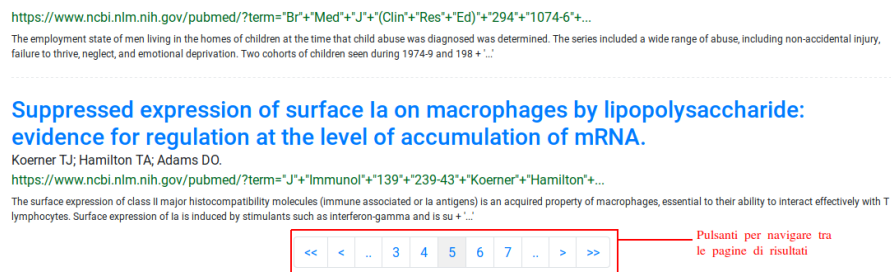 https://www.ncbi.nlm.nih.gov/pubmed/?term="Br"+"Med"+"J"+"(Clin"+"Res"+"Ed)"+"294"+"1074-6"+...
The employment state of men living in the homes of children at the time that child abuse was diagnosed was determined. The series included a wide range of abuse, including non-accidental injury,
failure to thrive, neglect, and emotional deprivation. Two cohorts of children seen during 1974-9 and 198 + '...'
Suppressed expression of surface Ia on macrophages by lipopolysaccharide:
evidence for regulation at the level of accumulation of mRNA.
Koerner TJ; Hamilton TA; Adams DO.
https://www.ncbi.nlm.nih.gov/pubmed/?term="J"+"Immunol"+"139"+"239-43"+"Koerner"+"Hamilton"+...
The surface expression of class II major histocompatibility molecules (immune associated or Ia antigens) is an acquired property of macrophages, essential to their ability to interact effectively with T
lymphocytes. Surface expression of Ia is induced by stimulants such as interferon-gamma and is su + '...'
<< < .. 3 4 5 6 7 .. > >>
Pulsanti per navigare tra
le pagine di risultati